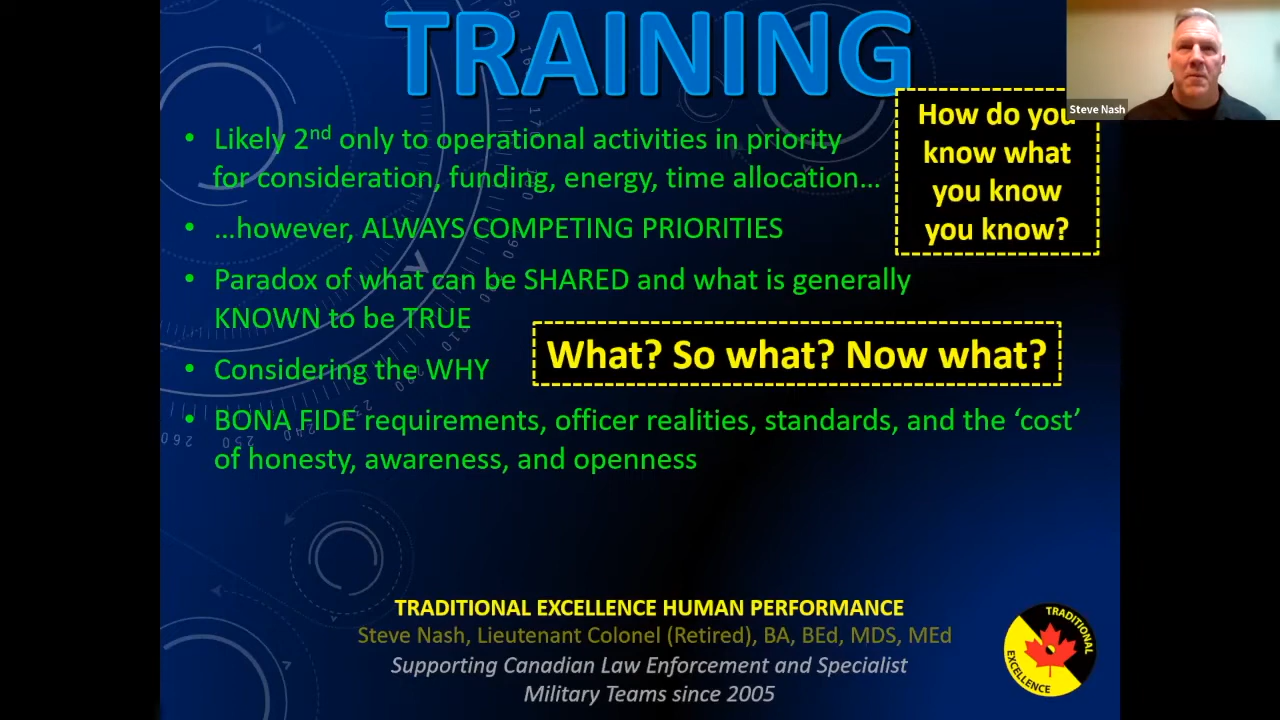 TRAINING
Steve Nash
How do you
know what
you know
you know?
• Likely 2nd only to operational activities in priority
for consideration, funding, energy, time allocation...
• ...however, ALWAYS COMPETING PRIORITIES
• Paradox of what can be SHARED and what is generally
KNOWN to be TRUE
What? So what? Now what?
• Considering the WHY
• BONA FIDE requirements, officer realities, standards, and the ‘cost’
of honesty, awareness, and openness
TRADITIONAL EXCELLENCE HUMAN PERFORMANCE
Steve Nash, Lieutenant Colonel (Retired), BA, BEd, MDS, MEd
Supporting Canadian Law Enforcement and Specialist
Military Teams since 2005
TRADITIONAL
EXCELLENCE
260
250
240